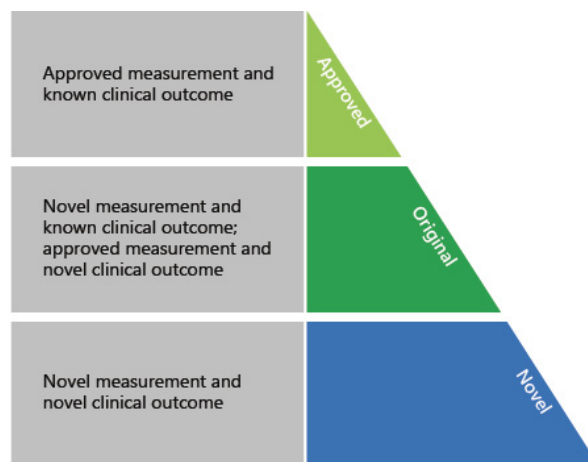 Approved measurement and
known clinical outcome
Approved
Novel measurement and
known clinical outcome;
approved measurement and
novel clinical outcome
Original
Novel measurement and
novel clinical outcome
Novel